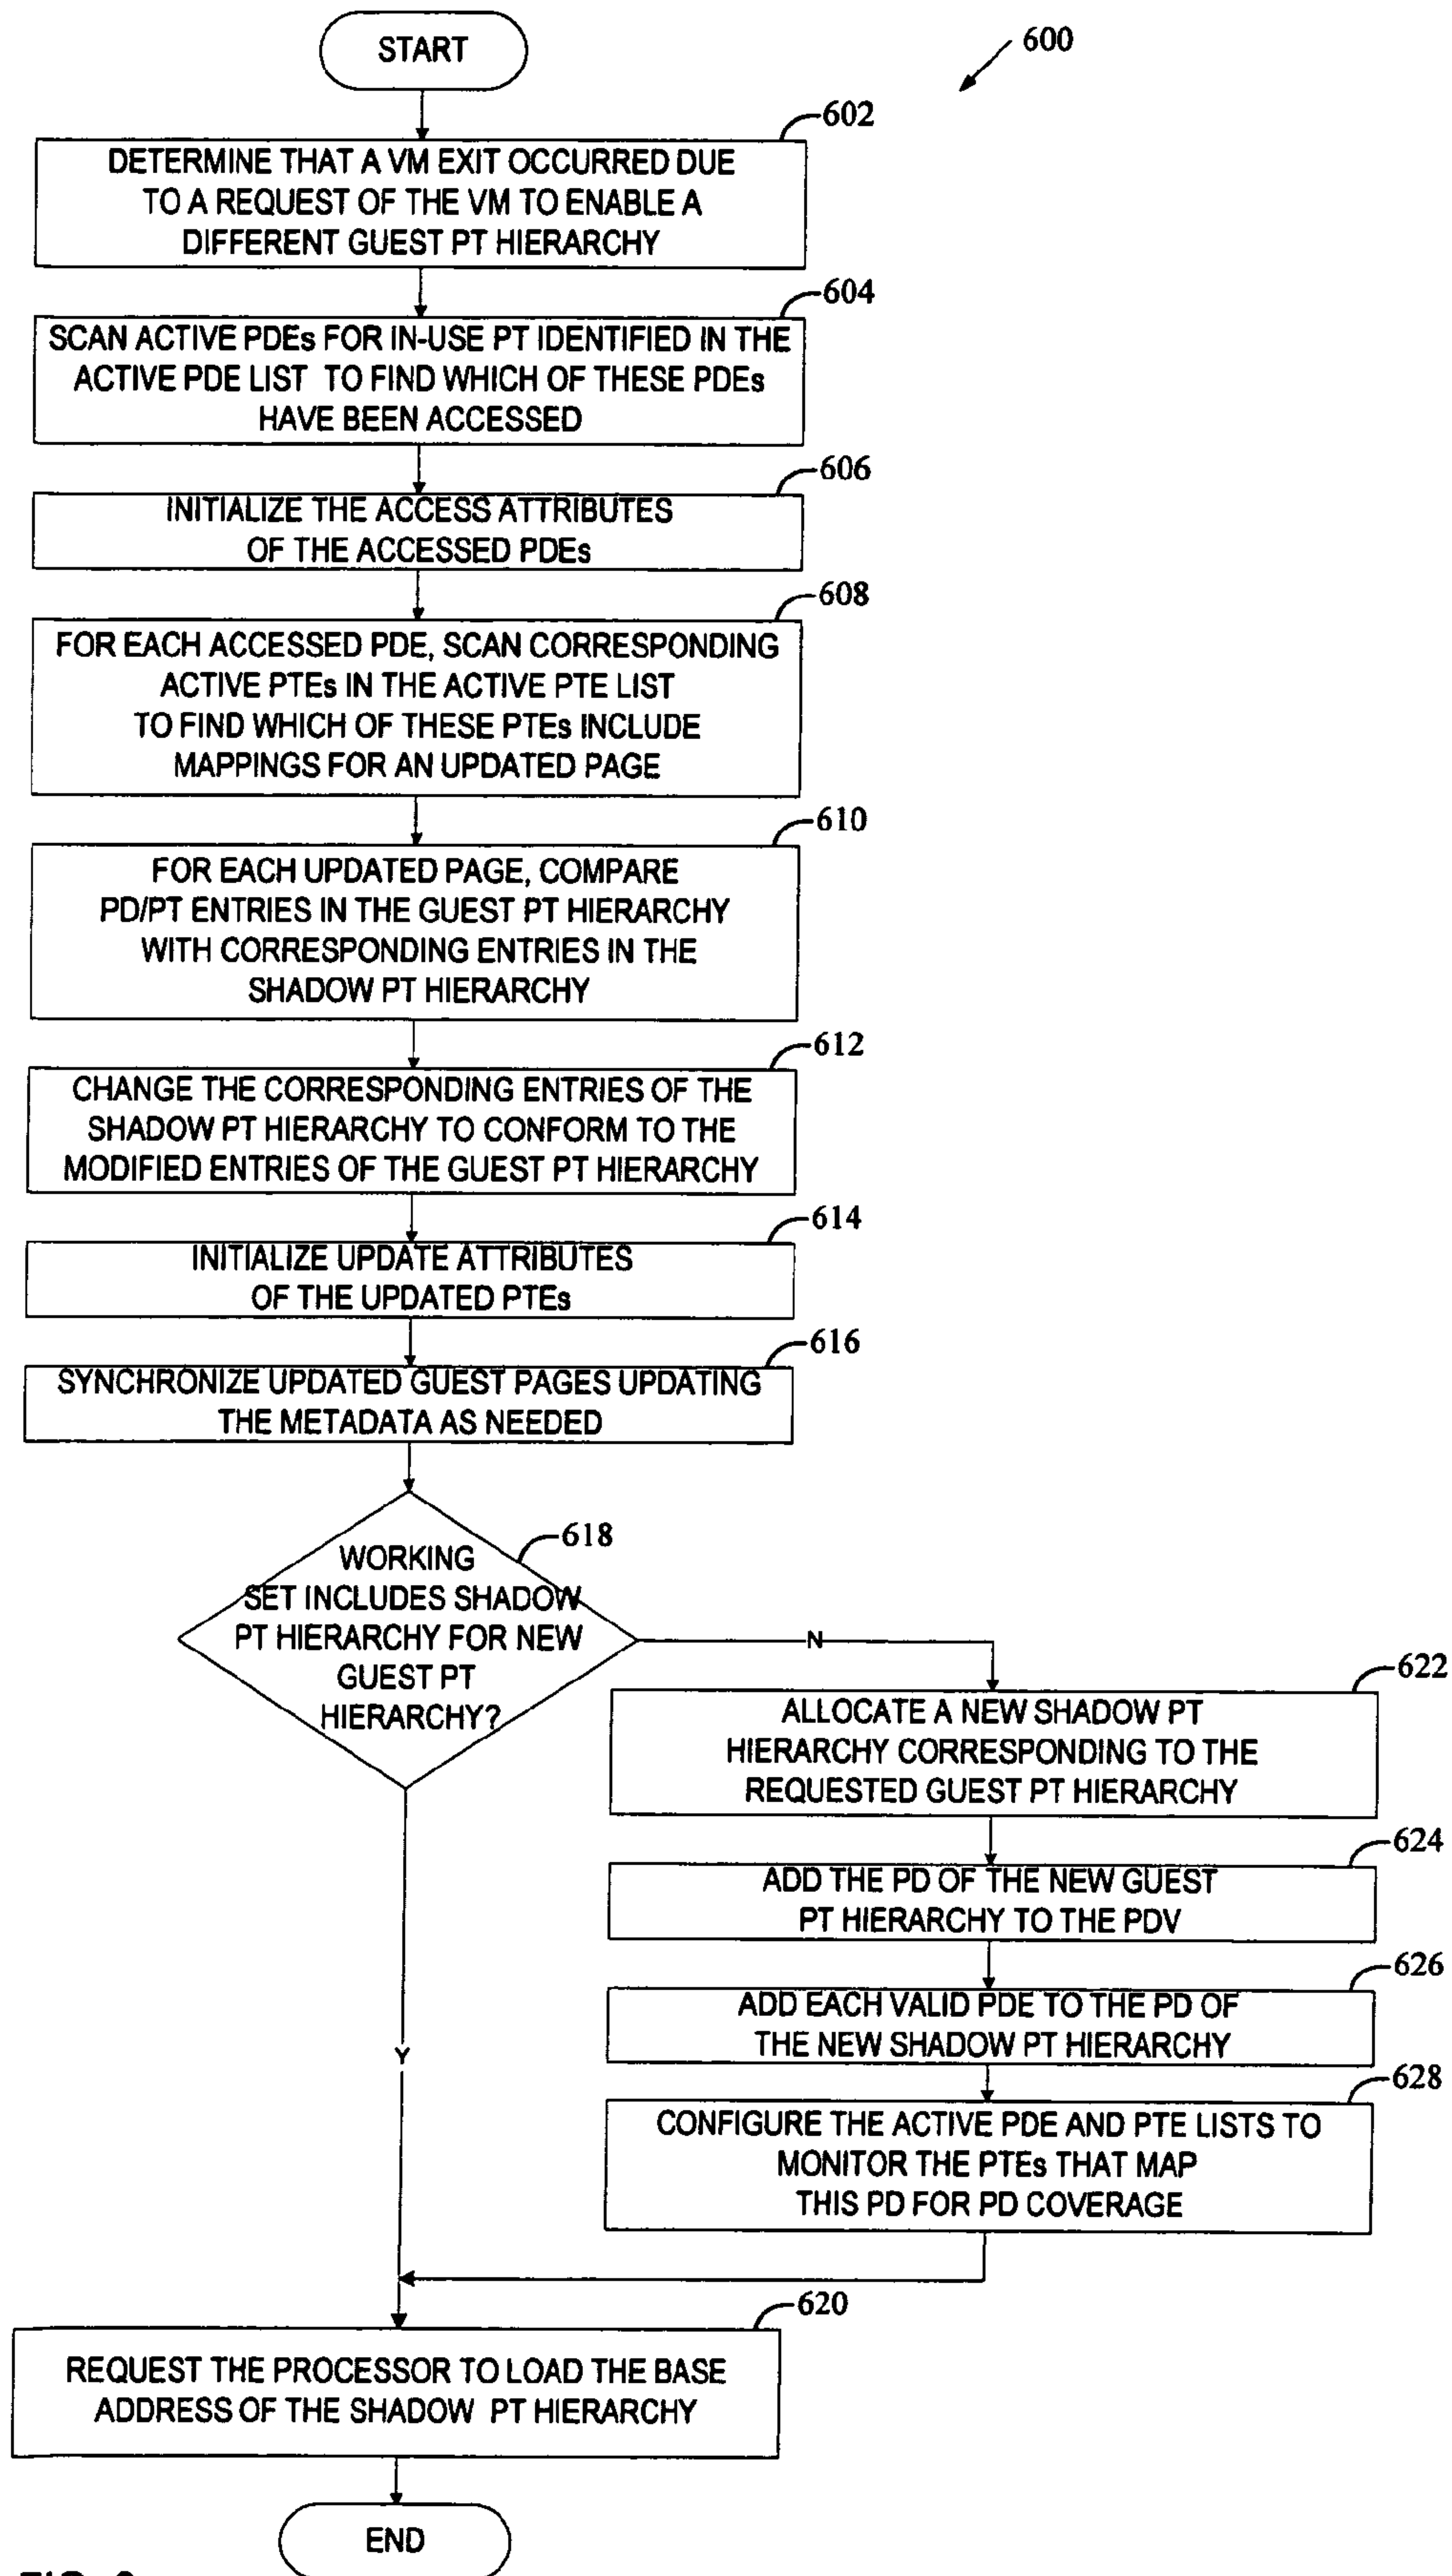 START
600
602
DETERMINE THAT A VM EXIT OCCURRED DUE
TO A REQUEST OF THE VM TO ENABLE A
DIFFERENT GUEST PT HIERARCHY
604
SCAN ACTIVE PDEs FOR IN-USE PT IDENTIFIED IN THE
ACTIVE PDE LIST TO FIND WHICH OF THESE PDEs
HAVE BEEN ACCESSED
606
INITIALIZE THE ACCESS ATTRIBUTES
OF THE ACCESSED PDEs
608
FOR EACH ACCESSED PDE, SCAN CORRESPONDING
ACTIVE PTEs IN THE ACTIVE PTE LIST
TO FIND WHICH OF THESE PTEs INCLUDE
MAPPINGS FOR AN UPDATED PAGE
610
FOR EACH UPDATED PAGE, COMPARE
PD/PT ENTRIES IN THE GUEST PT HIERARCHY
WITH CORRESPONDING ENTRIES IN THE
SHADOW PT HIERARCHY
612
CHANGE THE CORRESPONDING ENTRIES OF THE
SHADOW PT HIERARCHY TO CONFORM TO THE
MODIFIED ENTRIES OF THE GUEST PT HIERARCHY
614
INITIALIZE UPDATE ATTRIBUTES
OF THE UPDATED PTEs
616
SYNCHRONIZE UPDATED GUEST PAGES UPDATING
THE METADATA AS NEEDED
618
WORKING
SET INCLUDES SHADOW
PT HIERARCHY FOR NEW
GUEST PT
HIERARCHY?
N
622
ALLOCATE A NEW SHADOW PT
HIERARCHY CORRESPONDING TO THE
REQUESTED GUEST PT HIERARCHY
624
ADD THE PD OF THE NEW GUEST
PT HIERARCHY TO THE PDV
626
ADD EACH VALID PDE TO THE PD OF
THE NEW SHADOW PT HIERARCHY
Y
628
CONFIGURE THE ACTIVE PDE AND PTE LISTS TO
MONITOR THE PTEs THAT MAP
THIS PD FOR PD COVERAGE
620
REQUEST THE PROCESSOR TO LOAD THE BASE
ADDRESS OF THE SHADOW PT HIERARCHY
END